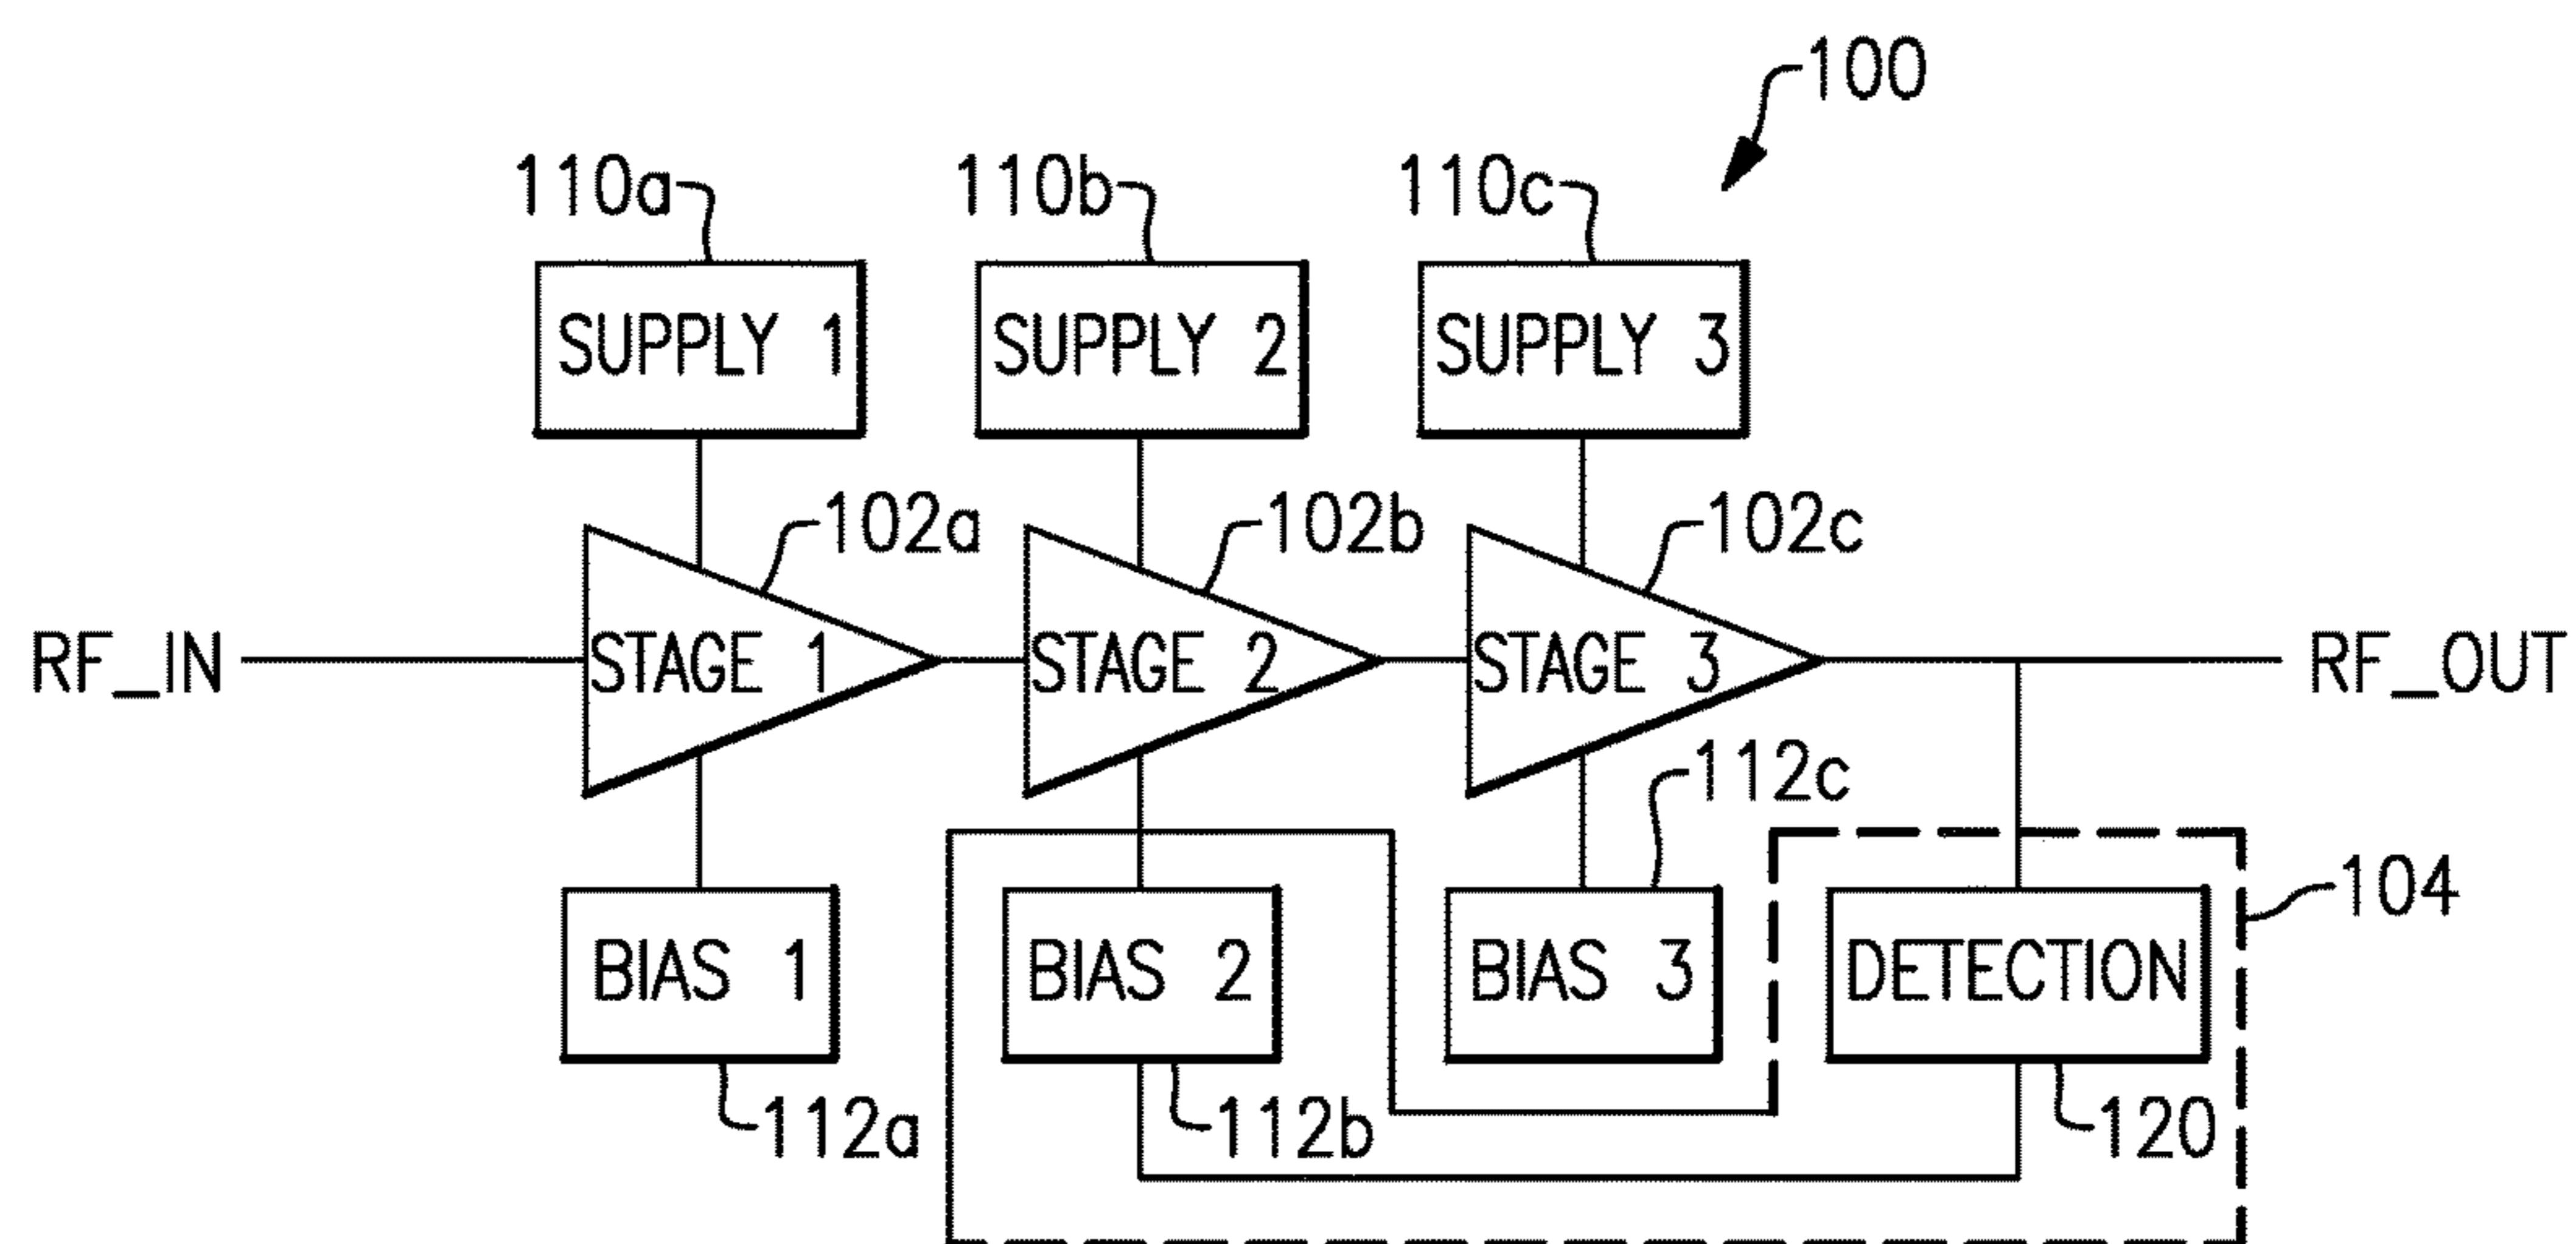 100
110a
110b
110c
SUPPLY 1
SUPPLY 2
SUPPLY 3
102a
102b
102c
RF_IN
STAGE 1
STAGE 2
STAGE 3
RF_OUT
112c
104
BIAS 1
BIAS 2
BIAS 3
DETECTION
112a
112b
120